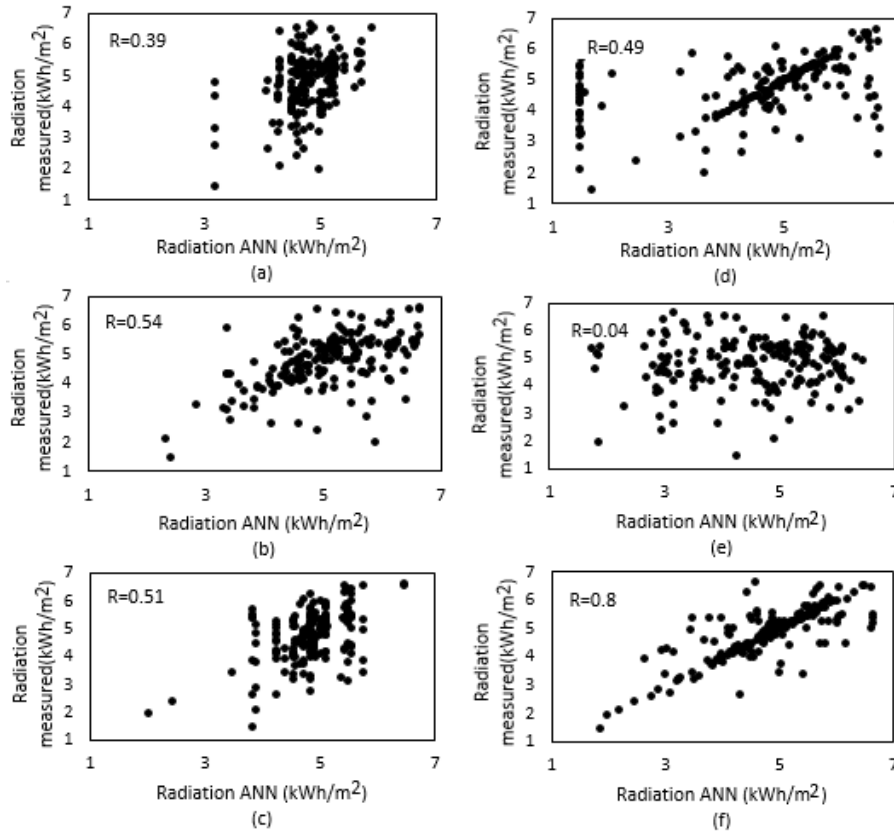 7
6
5
4
3
2
1
Radiation
measured(kWh/m2)
R=0.39
1 3 5 7
Radiation ANN (kWh/m2)
(a)
7
6
5
4
3
2
1
Radiation
measured(kWh/m2)
R=0.49
1 3 5
Radiation ANN (kWh/m2)
(d)
7
6
5
4
3
2
1
Radiation
measured(kWh/m2)
R=0.54
1 3 5 7
Radiation ANN (kWh/m2)
(b)
7
6
5
4
3
2
1
Radiation
measured(kWh/m2)
R=0.04
1 3 5 7
Radiation ANN (kWh/m2)
(e)
7
6
5
4
3
2
1
Radiation
measured(kWh/m2)
R=0.51
1 3 5 7
Radiation ANN (kWh/m2)
(c)
7
6
5
4
3
2
1
Radiation
measured(kWh/m2)
R=0.8
1 3 5 7
Radiation ANN (kWh/m2)
(f)